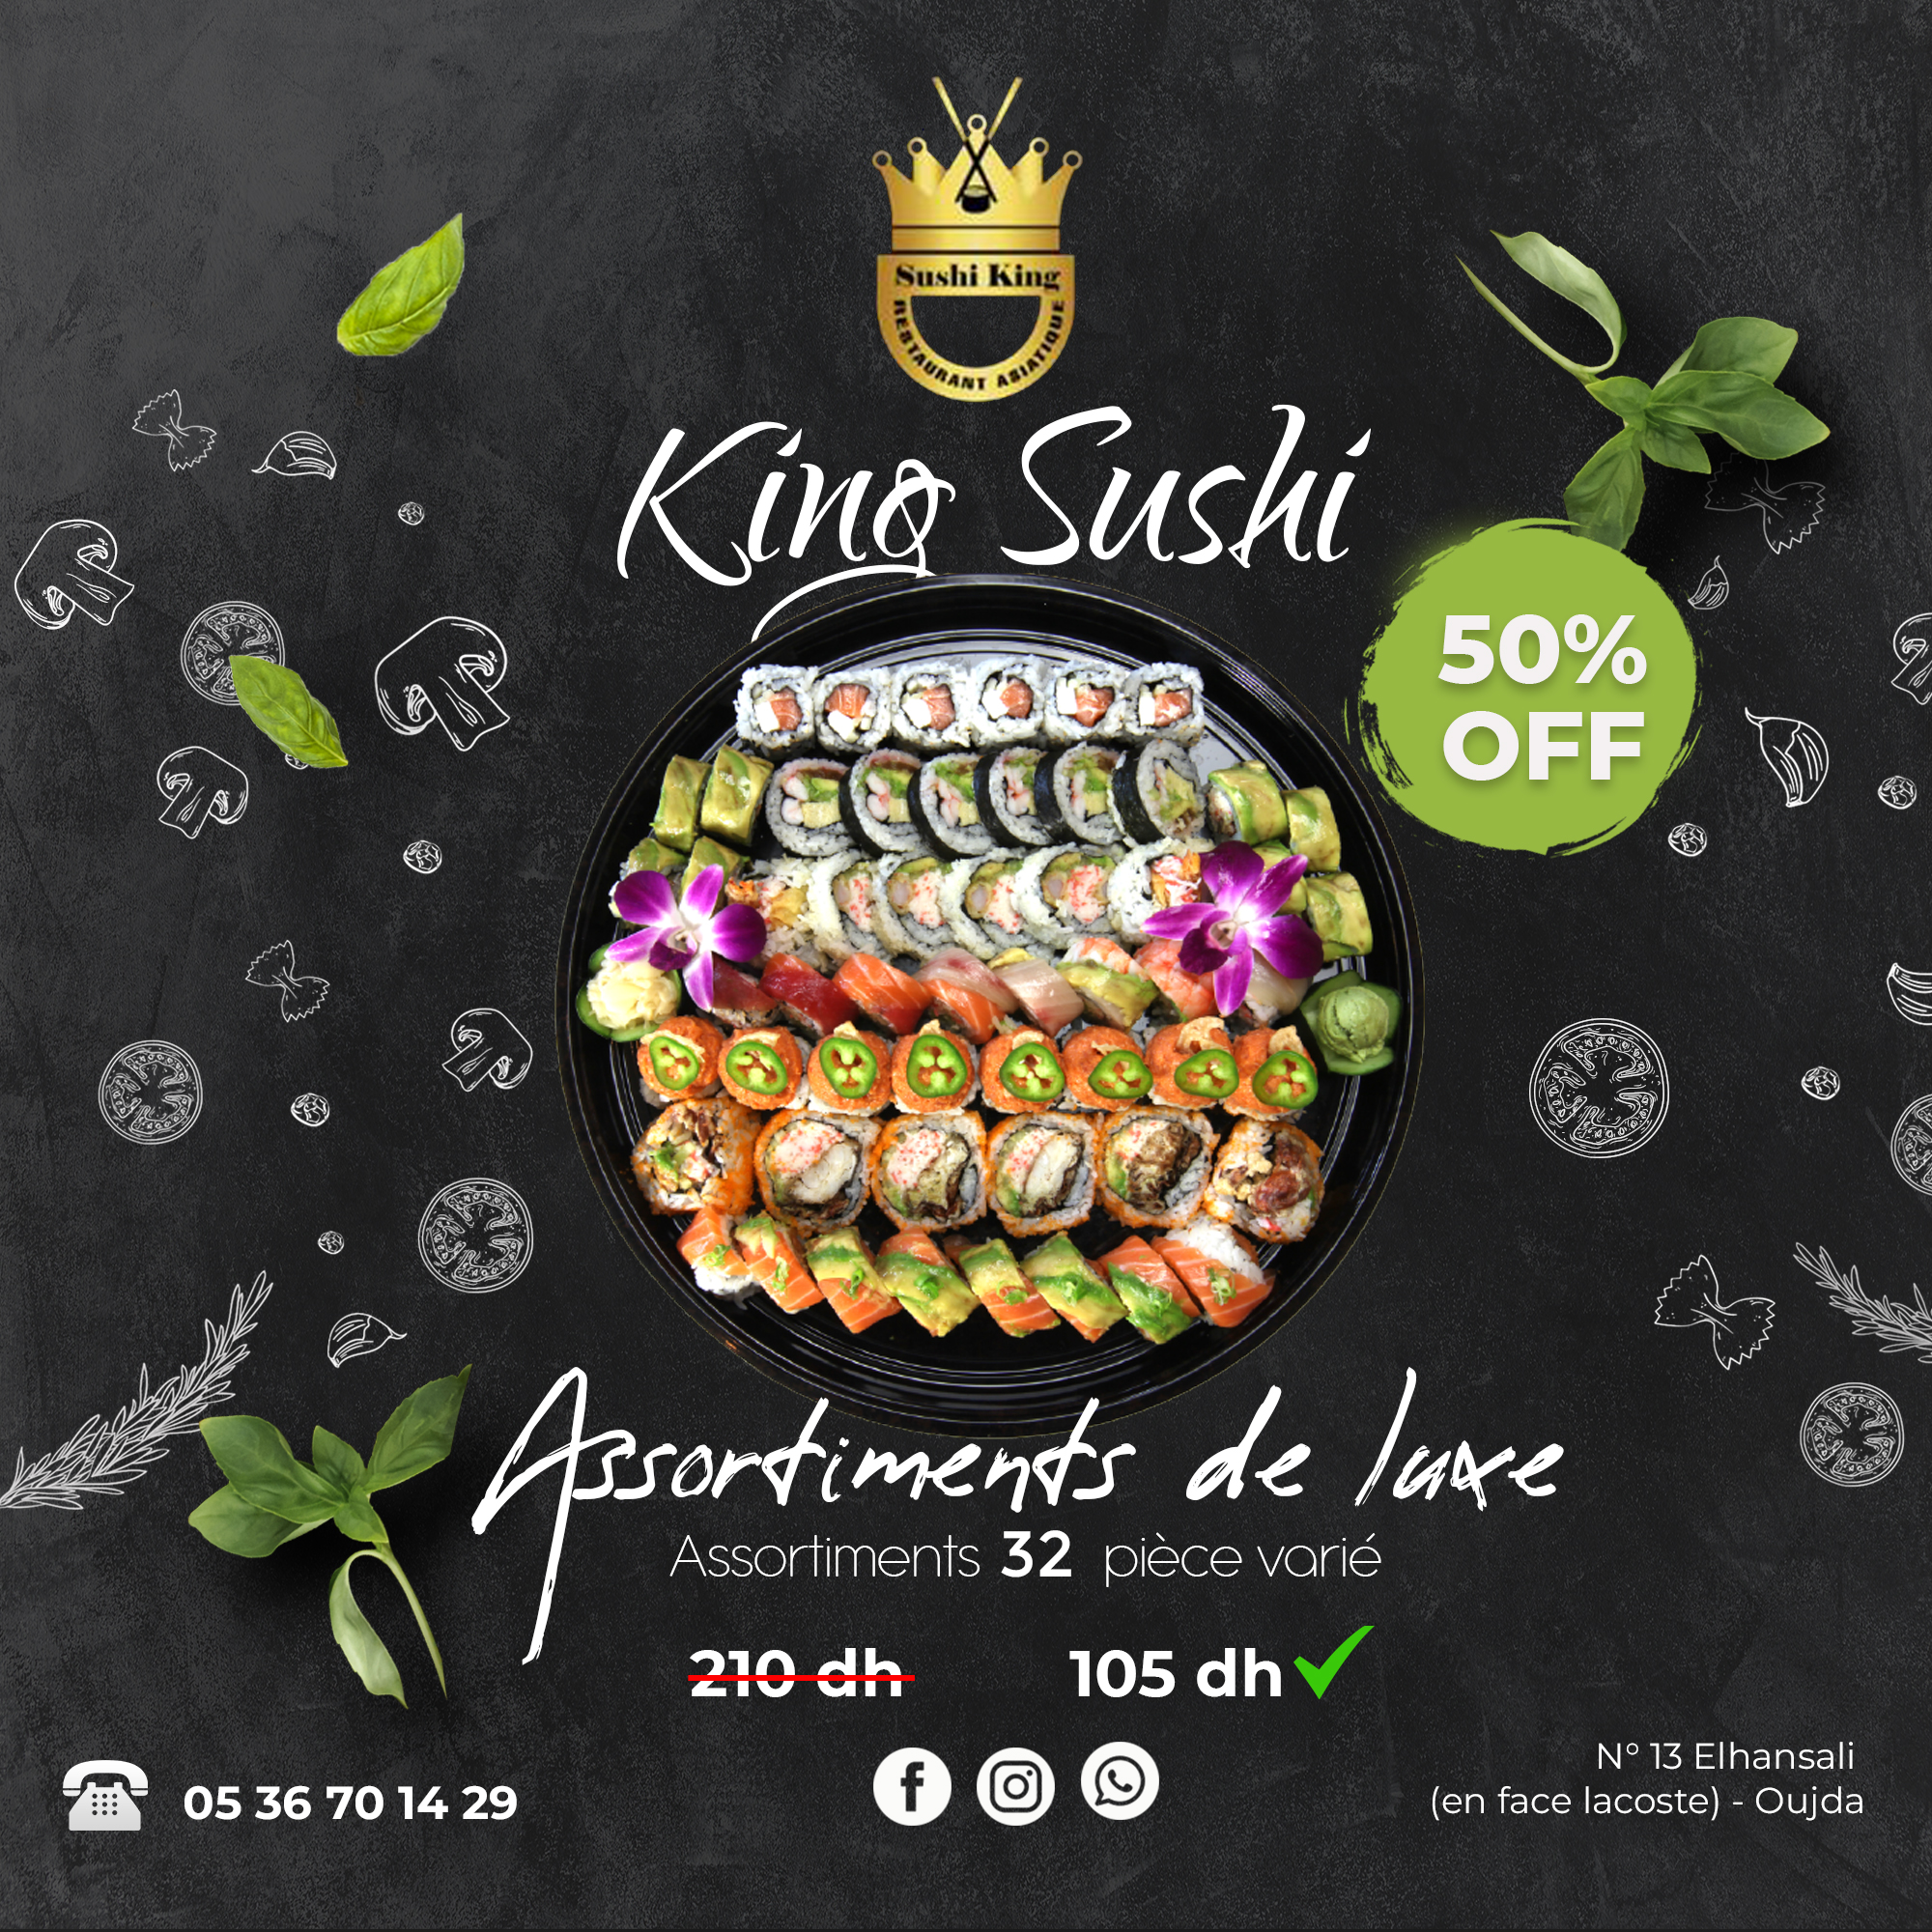 Sushi King
RESTAURANT ASIATIQUE
King Sushi
50%
OFF
Assortiments de luxe
Assortiments 32 pièce varié
210 dh 105 dh
05 36 70 14 29
N° 13 Elhansali
(en face lacoste) - Oujda